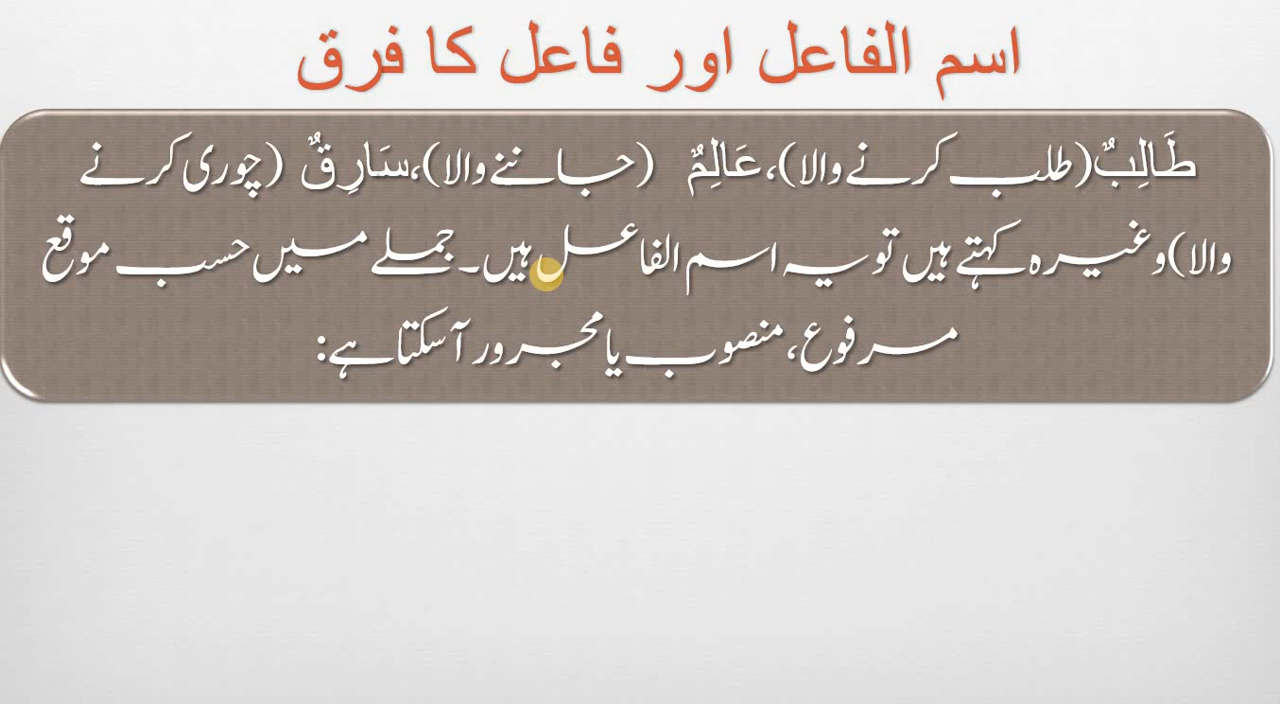 اسم الفاعل اور فاعل کا فرق
طَالِبٌ(طلب کرنے والا)،عَالِمٌ (جاننے والا)،سَارِقٌ (چوری کرنے
والا)وغیرہ کہتے ہیں تو یہ اسم الفاعل ہیں۔ جملے میں حسب موقع
مرفوع، منصوب یا مجرور آسکتا ہے: